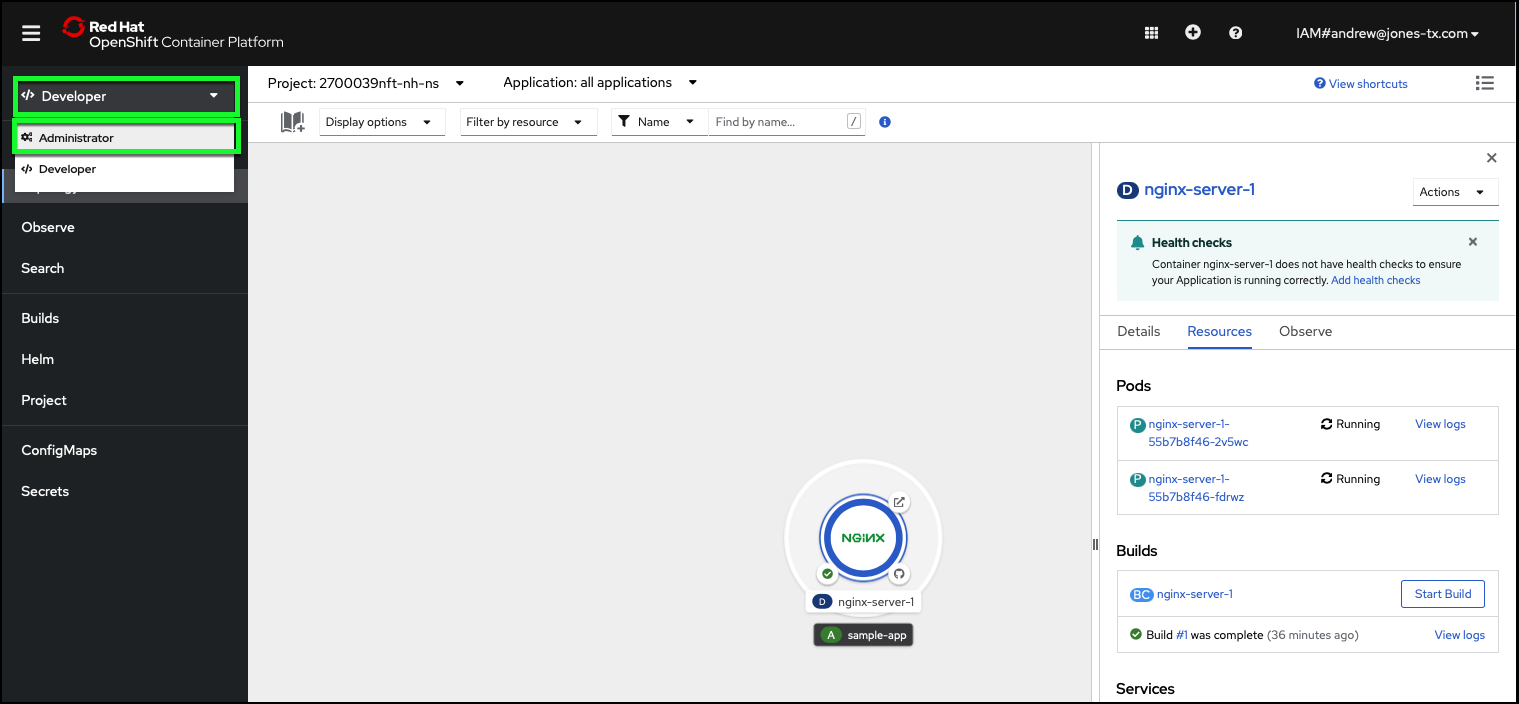 Red Hat
OpenShift Container Platform
IAM#andrew@jones-tx.com
Developer
Administrator
Developer
Observe
Search
Builds
Helm
Project
ConfigMaps
Secrets
Project: 2700039nft-nh-ns
Application: all applications
View shortcuts
Display options
Filter by resource
Name
Find by name...
/
NGINX
D nginx-server-1
A sample-app
D nginx-server-1
Actions
Health checks
Container nginx-server-1 does not have health checks to ensure
your Application is running correctly. Add health checks
Details Resources Observe
Pods
P nginx-server-1-
55b7b8f46-2v5wc
Running
View logs
P nginx-server-1-
55b7b8f46-fdrwz
Running
View logs
Builds
BC nginx-server-1
Start Build
Build #1 was complete (36 minutes ago)
View logs
Services